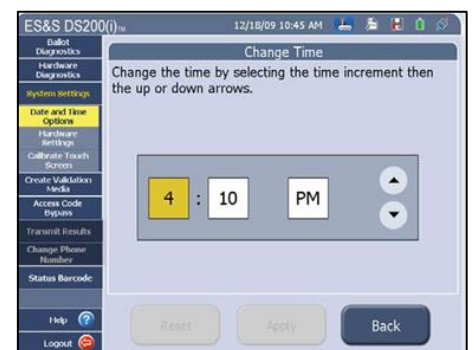 ES&S DS200(i)™ 12/18/09 10:45 AM
Ballot
Diagnostics
Hardware
Diagnostics
System Settings
Date and Time
Options
Hardware
Settings
Calibrate Touch
Screen
Create Validation
Media
Access Code
Bypass
Transmit Results
Change Phone
Number
Status Barcode
Help ?
Logout
Change Time
Change the time by selecting the time increment then
the up or down arrows.
4 : 10 PM
Reset Apply Back